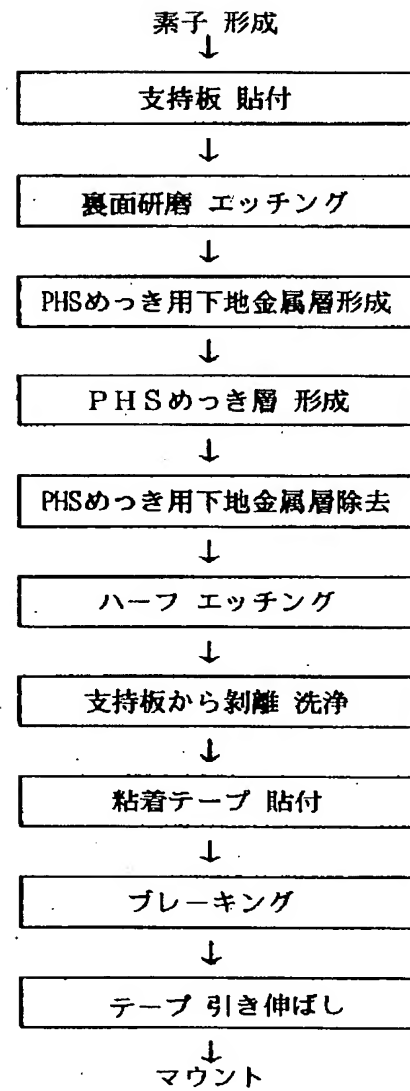 素子 形成
↓
支持板 貼付
↓
裏面研磨 エッチング
↓
PHSめっき用下地金属層形成
↓
PHSめっき層 形成
↓
PHSめっき用下地金属層除去
↓
ハーフ エッチング
↓
支持板から剝離 洗浄
↓
粘着テープ 貼付
↓
ブレーキング
↓
テープ 引き伸ばし
↓
マウント